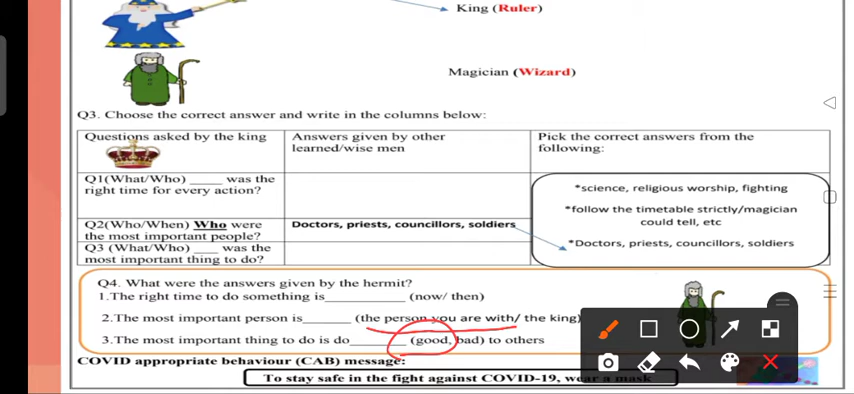 King (Ruler)
Magician (Wizard)
Q3. Choose the correct answer and write in the columns below:
Questions asked by the king
Answers given by other learned/wise men
Pick the correct answers from the following:
Q1(What/Who) ____ was the right time for every action?
*science, religious worship, fighting
*follow the timetable strictly/magician could tell, etc
*Doctors, priests, councillors, soldiers
Q2(Who/When) Who were the most important people?
Doctors, priests, councillors, soldiers
Q3 (What/Who) ____ was the most important thing to do?
Q4. What were the answers given by the hermit?
1.The right time to do something is__________ (now/ then)
2.The most important person is______ (the person you are with/ the king)
3.The most important thing to do is do_______ (good, bad) to others
COVID appropriate behaviour (CAB) message:
To stay safe in the fight against COVID-19, wear a mask